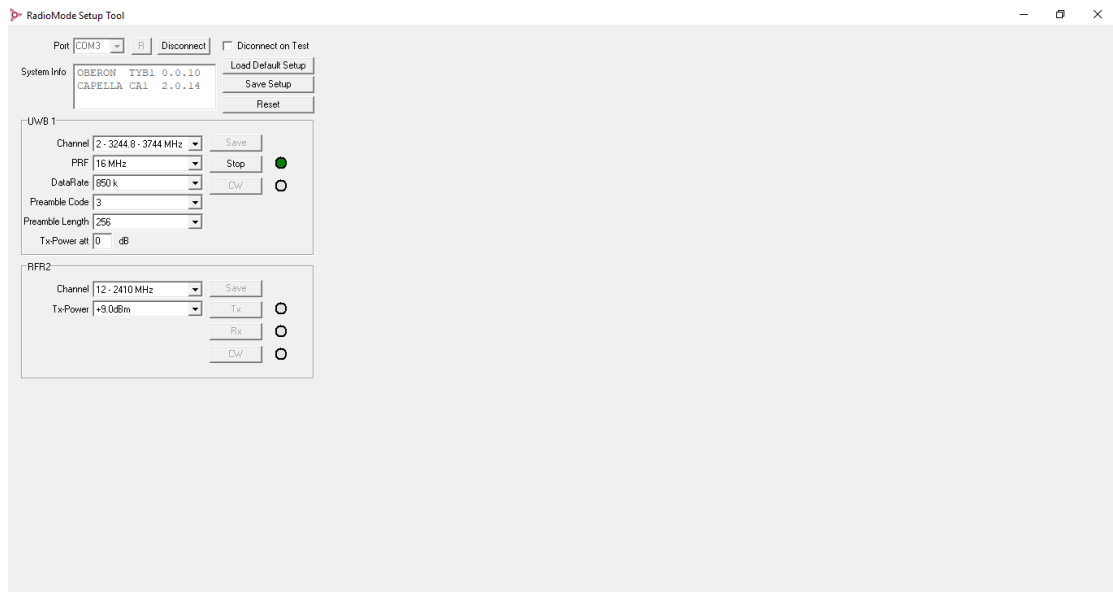 RadioMode Setup Tool
Port COM3 R Disconnect Diconnect on Test
System Info OBERON TYB1 0.0.10 Load Default Setup
CAPELLA CA1 2.0.14 Save Setup
Reset
UWB 1
Channel 2 - 3244.8 - 3744 MHz Save
PRF 16 MHz Stop
DataRate 850 k CW
Preamble Code 3
Preamble Length 256
Tx-Power att 0 dB
RFR2
Channel 12 - 2410 MHz Save
Tx-Power +9.0dBm Tx
Rx
CW